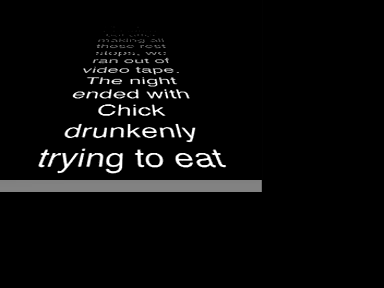 making all
those rest
stops, we
ran out of
video tape.
The night
ended with
Chick
drunkenly
trying to eat